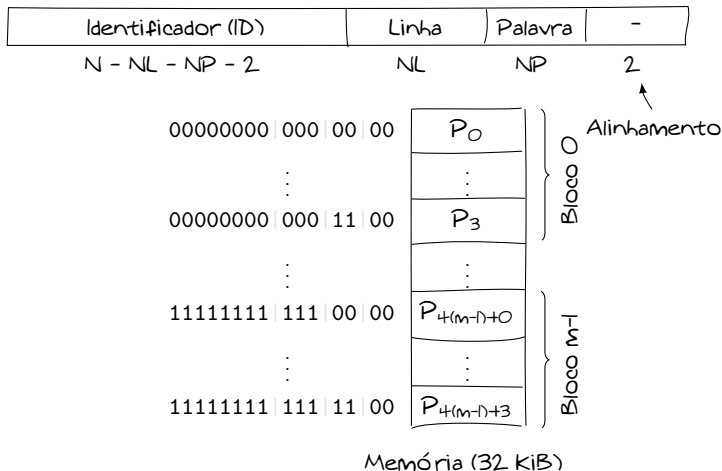 Identificador (ID) Linha Palavra -
N - NL - NP - 2 NL NP 2
Alinhamento
00000000 000 00 00 P0
⋮ ⋮
00000000 000 11 00 P3
Bloco 0
⋮ ⋮
11111111 111 00 00 P4(m-1)+0
⋮ ⋮
11111111 111 11 00 P4(m-1)+3
Bloco m-1
Memória (32 KiB)